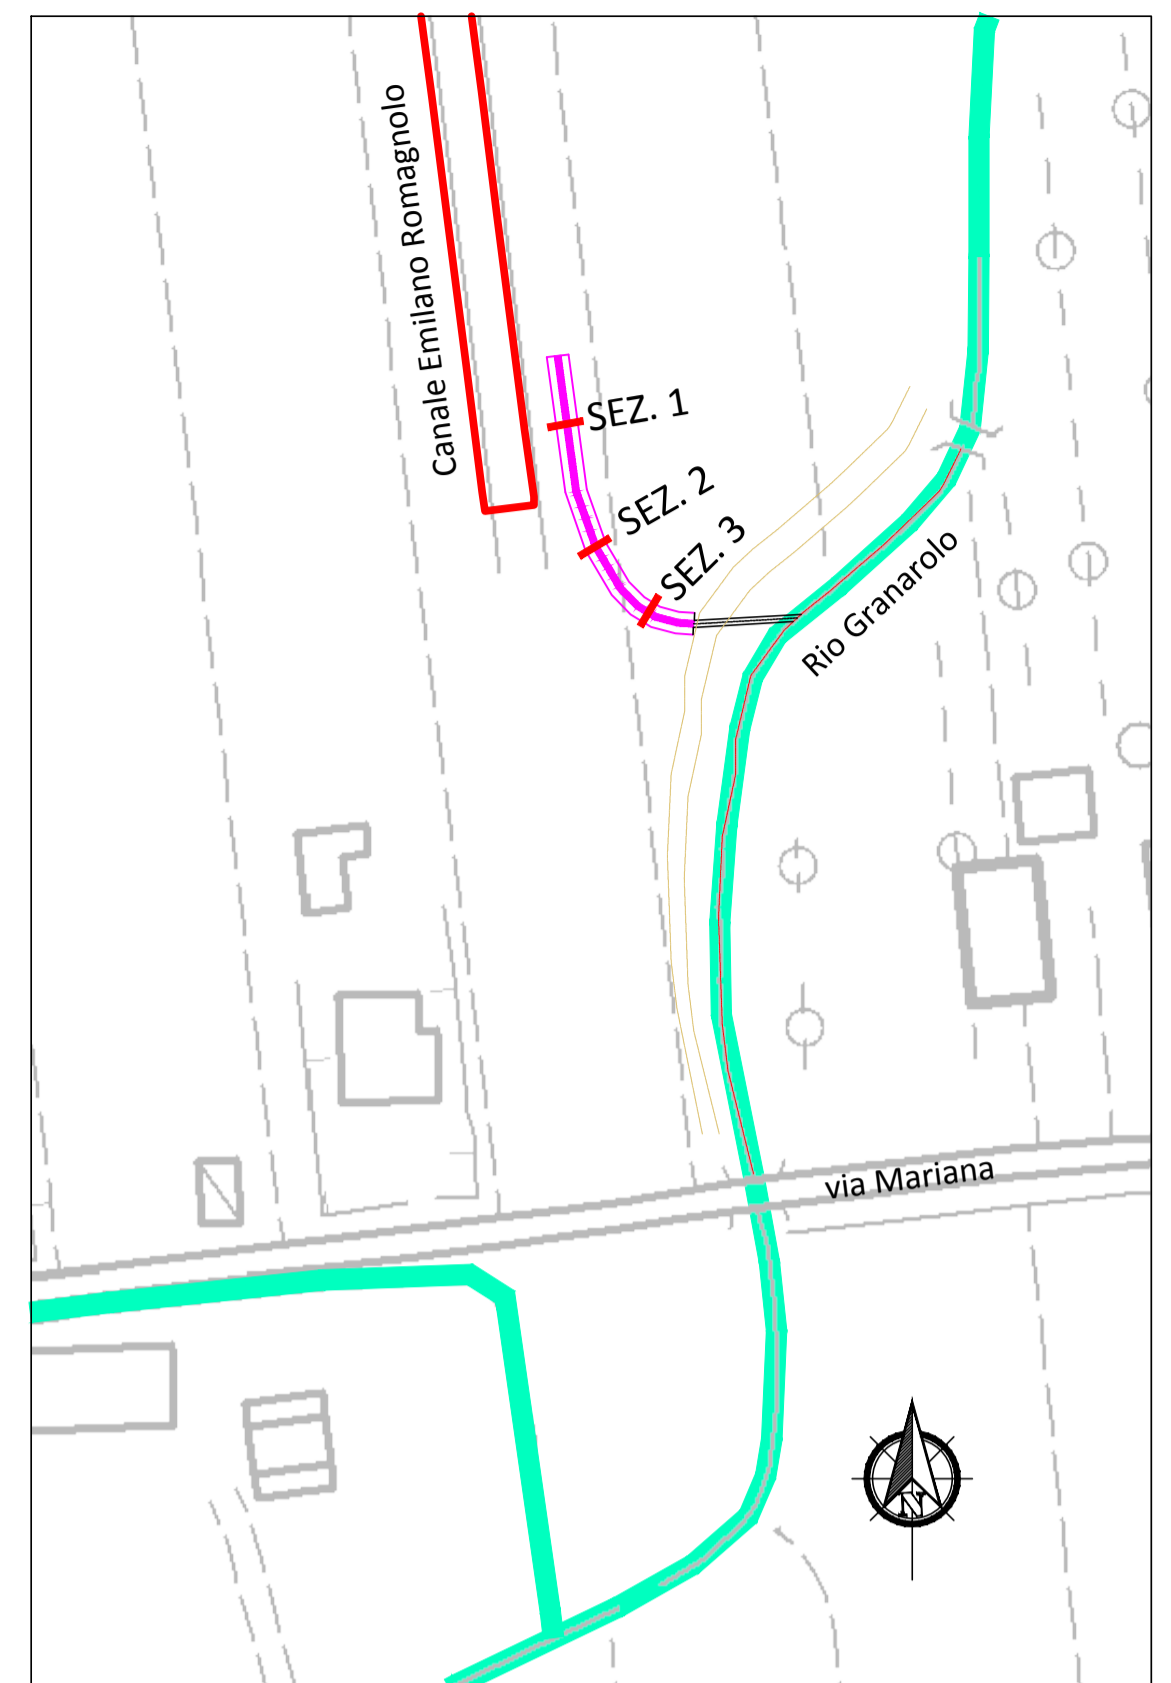 Canale Emilano Romagnolo
SEZ. 1
SEZ. 2
SEZ. 3
Rio Granarolo
via Mariana
N